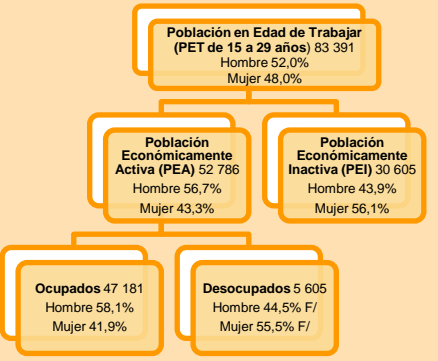 Población en Edad de Trabajar
(PET de 15 a 29 años) 83 391
Hombre 52,0%
Mujer 48,0%
Población
Económicamente
Activa (PEA) 52 786
Hombre 56,7%
Mujer 43,3%
Población
Económicamente
Inactiva (PEI) 30 605
Hombre 43,9%
Mujer 56,1%
Ocupados 47 181
Hombre 58,1%
Mujer 41,9%
Desocupados 5 605
Hombre 44,5% F/
Mujer 55,5% F/